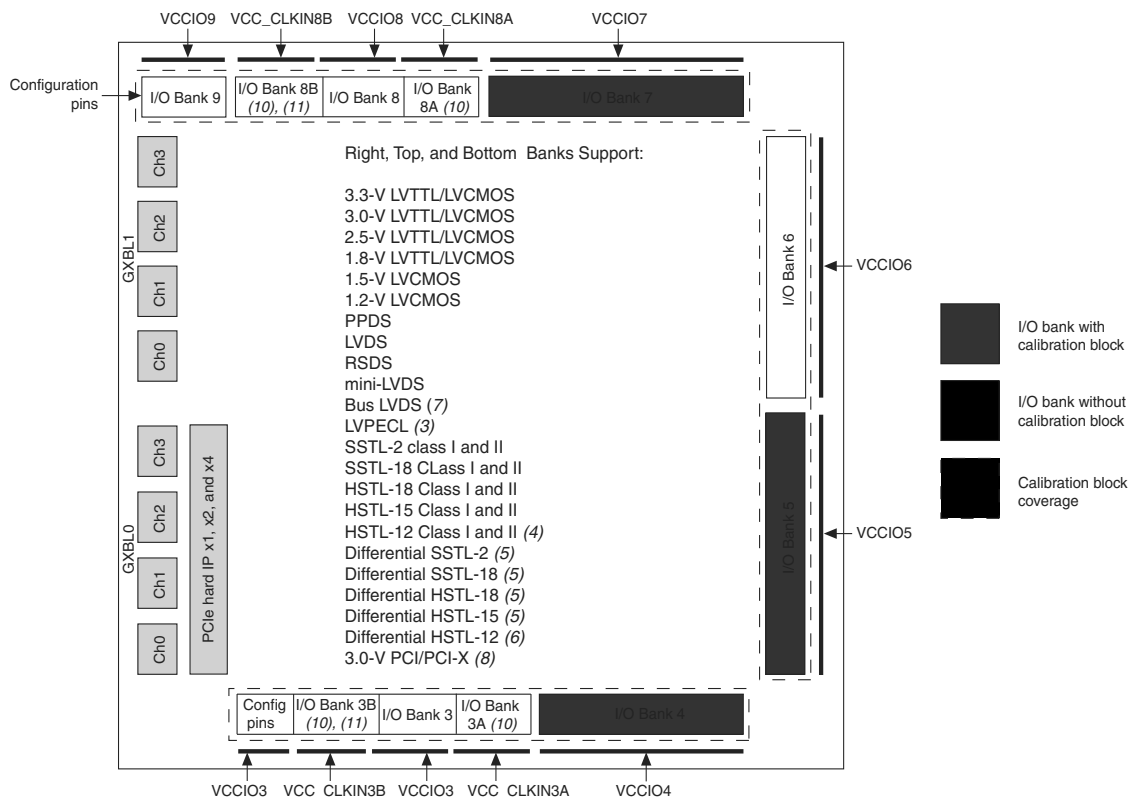 VCCIO9 VCC_CLKIN8B VCCIO8 VCC_CLKIN8A VCCIO7
Configuration
pins
I/O Bank 9
I/O Bank 8B
(10), (11)
I/O Bank 8
I/O Bank
8A (10)
I/O Bank 7
Right, Top, and Bottom Banks Support:
3.3-V LVTTL/LVCMOS
3.0-V LVTTL/LVCMOS
2.5-V LVTTL/LVCMOS
1.8-V LVTTL/LVCMOS
1.5-V LVCMOS
1.2-V LVCMOS
PPDS
LVDS
RSDS
mini-LVDS
Bus LVDS (7)
LVPECL (3)
SSTL-2 class I and II
SSTL-18 CLass I and II
HSTL-18 Class I and II
HSTL-15 Class I and II
HSTL-12 Class I and II (4)
Differential SSTL-2 (5)
Differential SSTL-18 (5)
Differential HSTL-18 (5)
Differential HSTL-15 (5)
Differential HSTL-12 (6)
3.0-V PCI/PCI-X (8)
GXBL1
Ch3
Ch2
Ch1
Ch0
GXBL0
Ch3
Ch2
Ch1
Ch0
PCIe hard IP x1, x2, and x4
I/O Bank 6
VCCIO6
I/O Bank 5
VCCIO5
I/O bank with
calibration block
I/O bank without
calibration block
Calibration block
coverage
Config
pins
I/O Bank 3B
(10), (11)
I/O Bank 3
I/O Bank
3A (10)
I/O Bank 4
VCCIO3 VCC_CLKIN3B VCCIO3 VCC_CLKIN3A VCCIO4